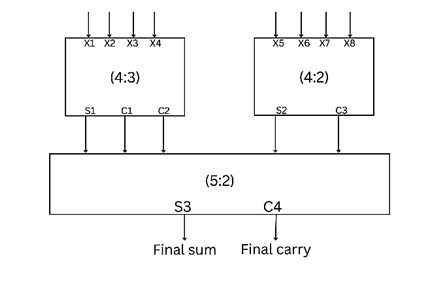 X1 X2 X3 X4 X5 X6 X7 X8
(4:3) (4:2)
S1 C1 C2 S2 C3
(5:2)
S3 C4
Final sum Final carry